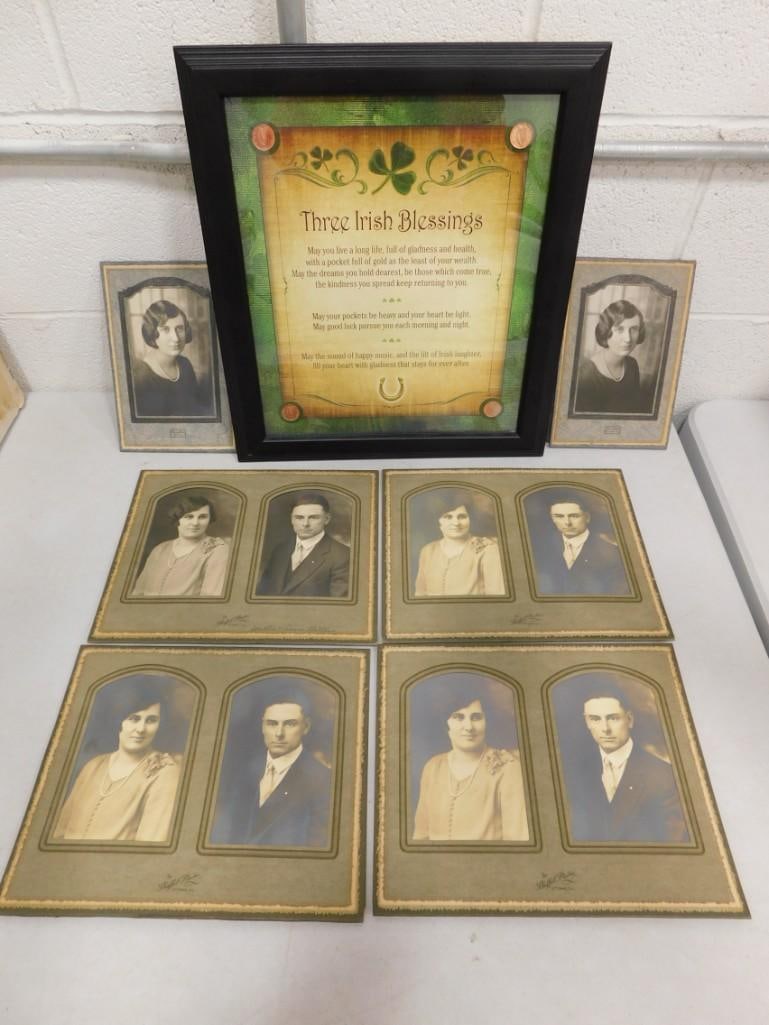 Three Irish Blessings
May you live a long life, full of gladness and health,
with a pocket full of gold as the least of your wealth.
May the dreams you hold dearest, be those which come true,
the kindness you spread keep returning to you.
May your pockets be heavy and your heart be light,
May good luck pursue you each morning and night.
May the sound of happy music, and the lilt of Irish laughter,
fill your heart with gladness that stays for ever after.